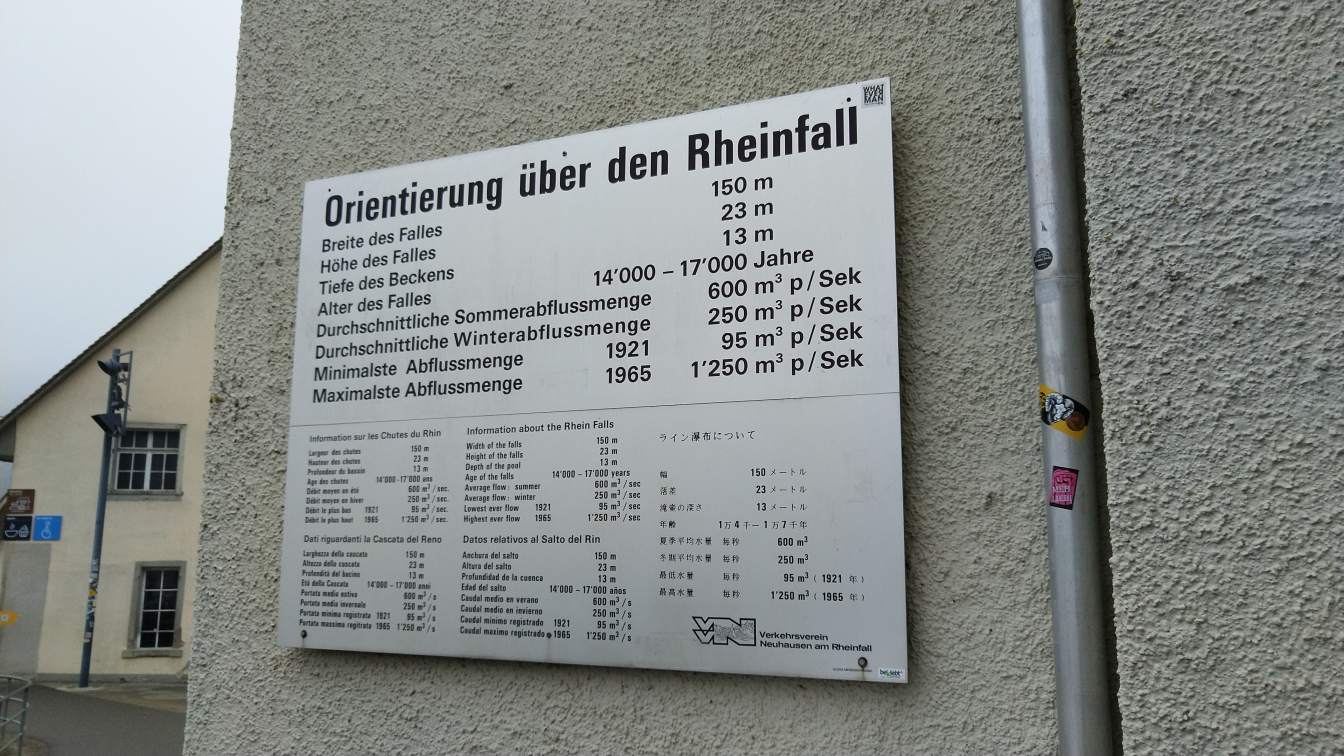 WHAT
EVER
MAN
Orientierung über den Rheinfall
Breite des Falles 150 m
Höhe des Falles 23 m
Tiefe des Beckens 13 m
Alter des Falles 14'000 – 17'000 Jahre
Durchschnittliche Sommerabflussmenge 600 m³ p/Sek
Durchschnittliche Winterabflussmenge 250 m³ p/Sek
Minimalste Abflussmenge 1921 95 m³ p/Sek
Maximalste Abflussmenge 1965 1'250 m³ p/Sek
Information sur les Chutes du Rhin
Largeur des chutes 150 m
Hauteur des chutes 23 m
Profondeur du bassin 13 m
Age des chutes 14'000 - 17'000 ans
Débit moyen en été 600 m³/sec.
Débit moyen en hiver 250 m³/sec.
Débit le plus bas 1921 95 m³/sec.
Débit le plus haut 1965 1'250 m³/sec.
Information about the Rhein Falls
Width of the falls 150 m
Height of the falls 23 m
Depth of the pool 13 m
Age of the falls 14'000 – 17'000 years
Average flow: summer 600 m³/sec
Average flow: winter 250 m³/sec
Lowest ever flow 1921 95 m³/sec
Highest ever flow 1965 1'250 m³/sec
ライン瀑布について
幅 150 メートル
落差 23 メートル
滝壷の深さ 13 メートル
年齢 1万4千ー1万7千年
夏季平均水量 毎秒 600 m³
冬期平均水量 毎秒 250 m³
最低水量 毎秒 95 m³ (1921 年)
最高水量 毎秒 1'250 m³ (1965 年)
Dati riguardanti la Cascata del Reno
Larghezza della cascata 150 m
Altezza della cascata 23 m
Profondità del bacino 13 m
Età della Cascata 14'000 – 17'000 anni
Portata media estiva 600 m³/s
Portata media invernale 250 m³/s
Portata minima registrata 1921 95 m³/s
Portata massima regitrata 1965 1'250 m³/s
Datos relativos al Salto del Rin
Anchura del salto 150 m
Altura del salto 23 m
Profundidad de la cuenca 13 m
Edad del salto 14'000 – 17'000 años
Caudal medio en verano 600 m³/s
Caudal medio en invierno 250 m³/s
Caudal mínimo registrado 1921 95 m³/s
Caudal maximo registrado 1965 1'250 m³/s
Verkehrsverein
Neuhausen am Rheinfall